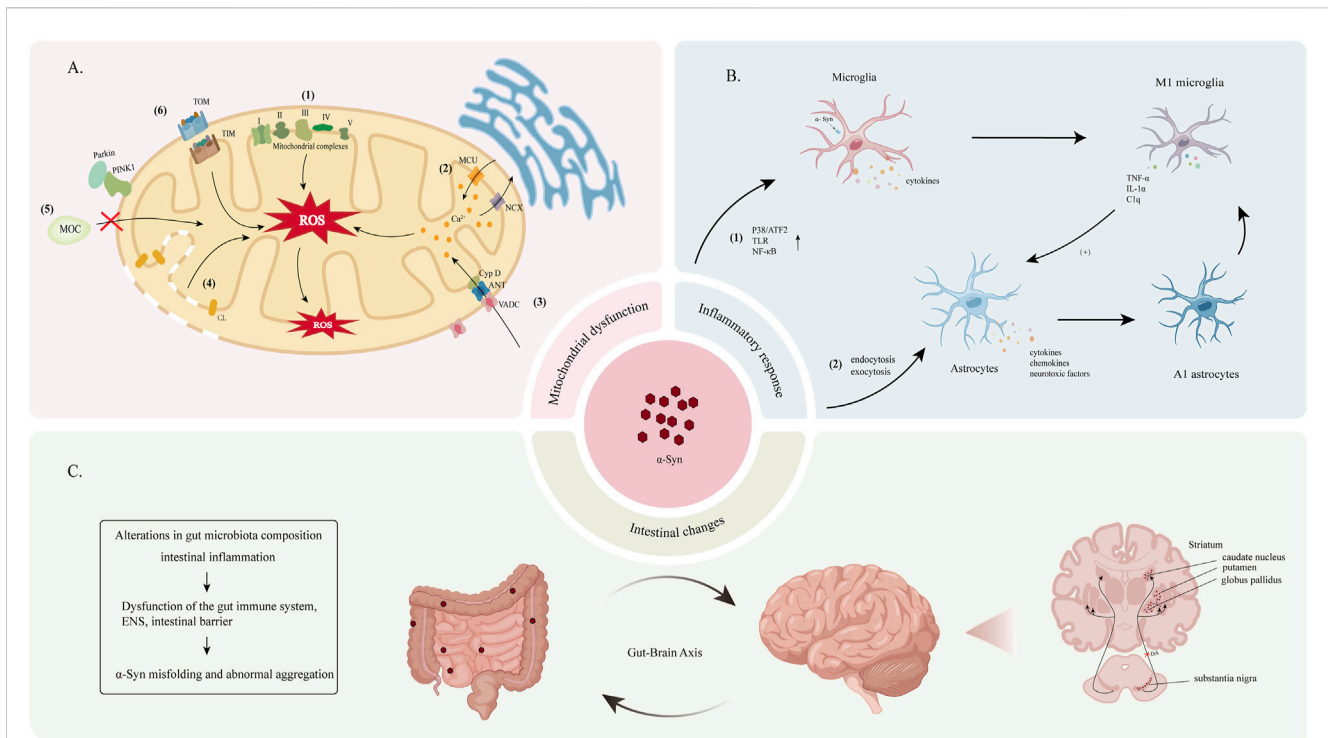 A.
(6)
TOM
TIM
(1)
I
II
III
IV
V
Mitochondrial complexes
Parkin
PINK1
(5)
MOC
ROS
(2)
MCU
NCX
Ca²⁺
(4)
CL
ROS
Cyp D
ANT
VADC
(3)
B.
Microglia
α- Syn
cytokines
M1 microglia
TNF-α
IL-1α
C1q
(1)
P38/ATF2
TLR
NF-κB
(+)
(2)
endocytosis
exocytosis
Astrocytes
cytokines
chemokines
neurotoxic factors
A1 astrocytes
Mitochondrial dysfunction
Inflammatory response
α-Syn
Intestinal changes
C.
Alterations in gut microbiota composition
intestinal inflammation
Dysfunction of the gut immune system,
ENS, intestinal barrier
α-Syn misfolding and abnormal aggregation
Gut-Brain Axis
Striatum
caudate nucleus
putamen
globus pallidus
DA
substantia nigra